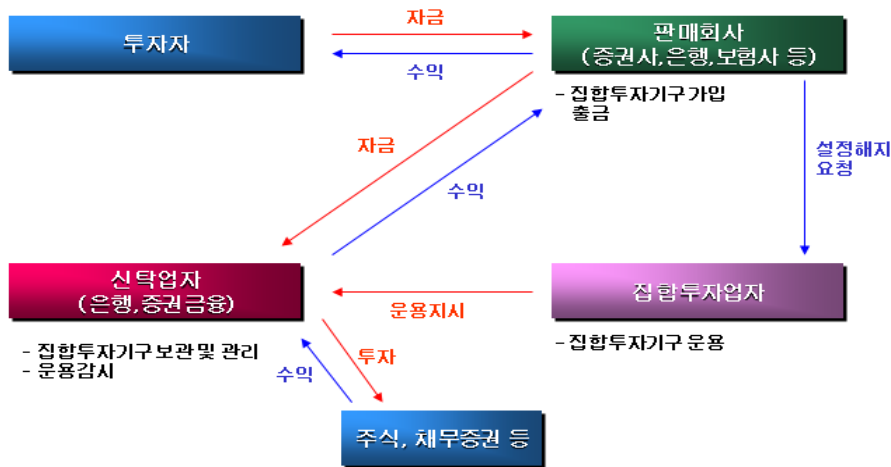 투자자
자금
수익
판매회사
(증권사,은행,보험사 등)
- 집합투자기구가입
출금
자금
수익
설정해지
요청
신탁업자
(은행,증권금융)
- 집합투자기구보관및 관리
- 운용감시
운용지시
집합투자업자
- 집합투자기구 운용
투자
수익
주식, 채무증권 등